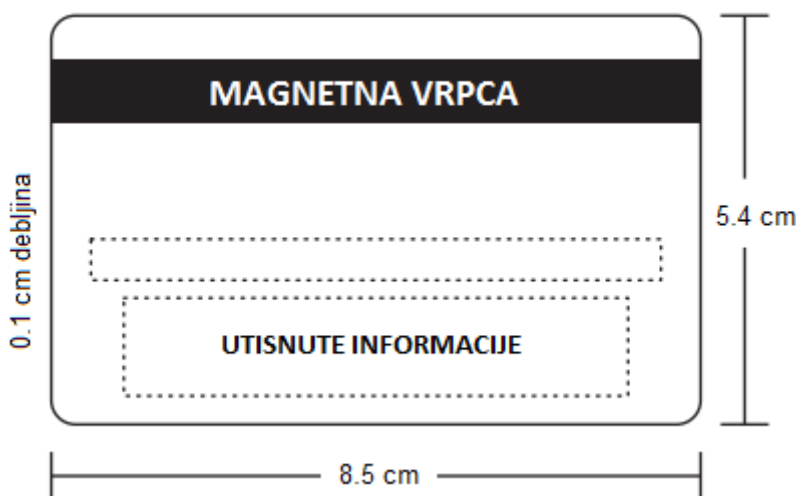 MAGNETNA VRPCA
0.1 cm debljina
5.4 cm
UTISNUTE INFORMACIJE
8.5 cm